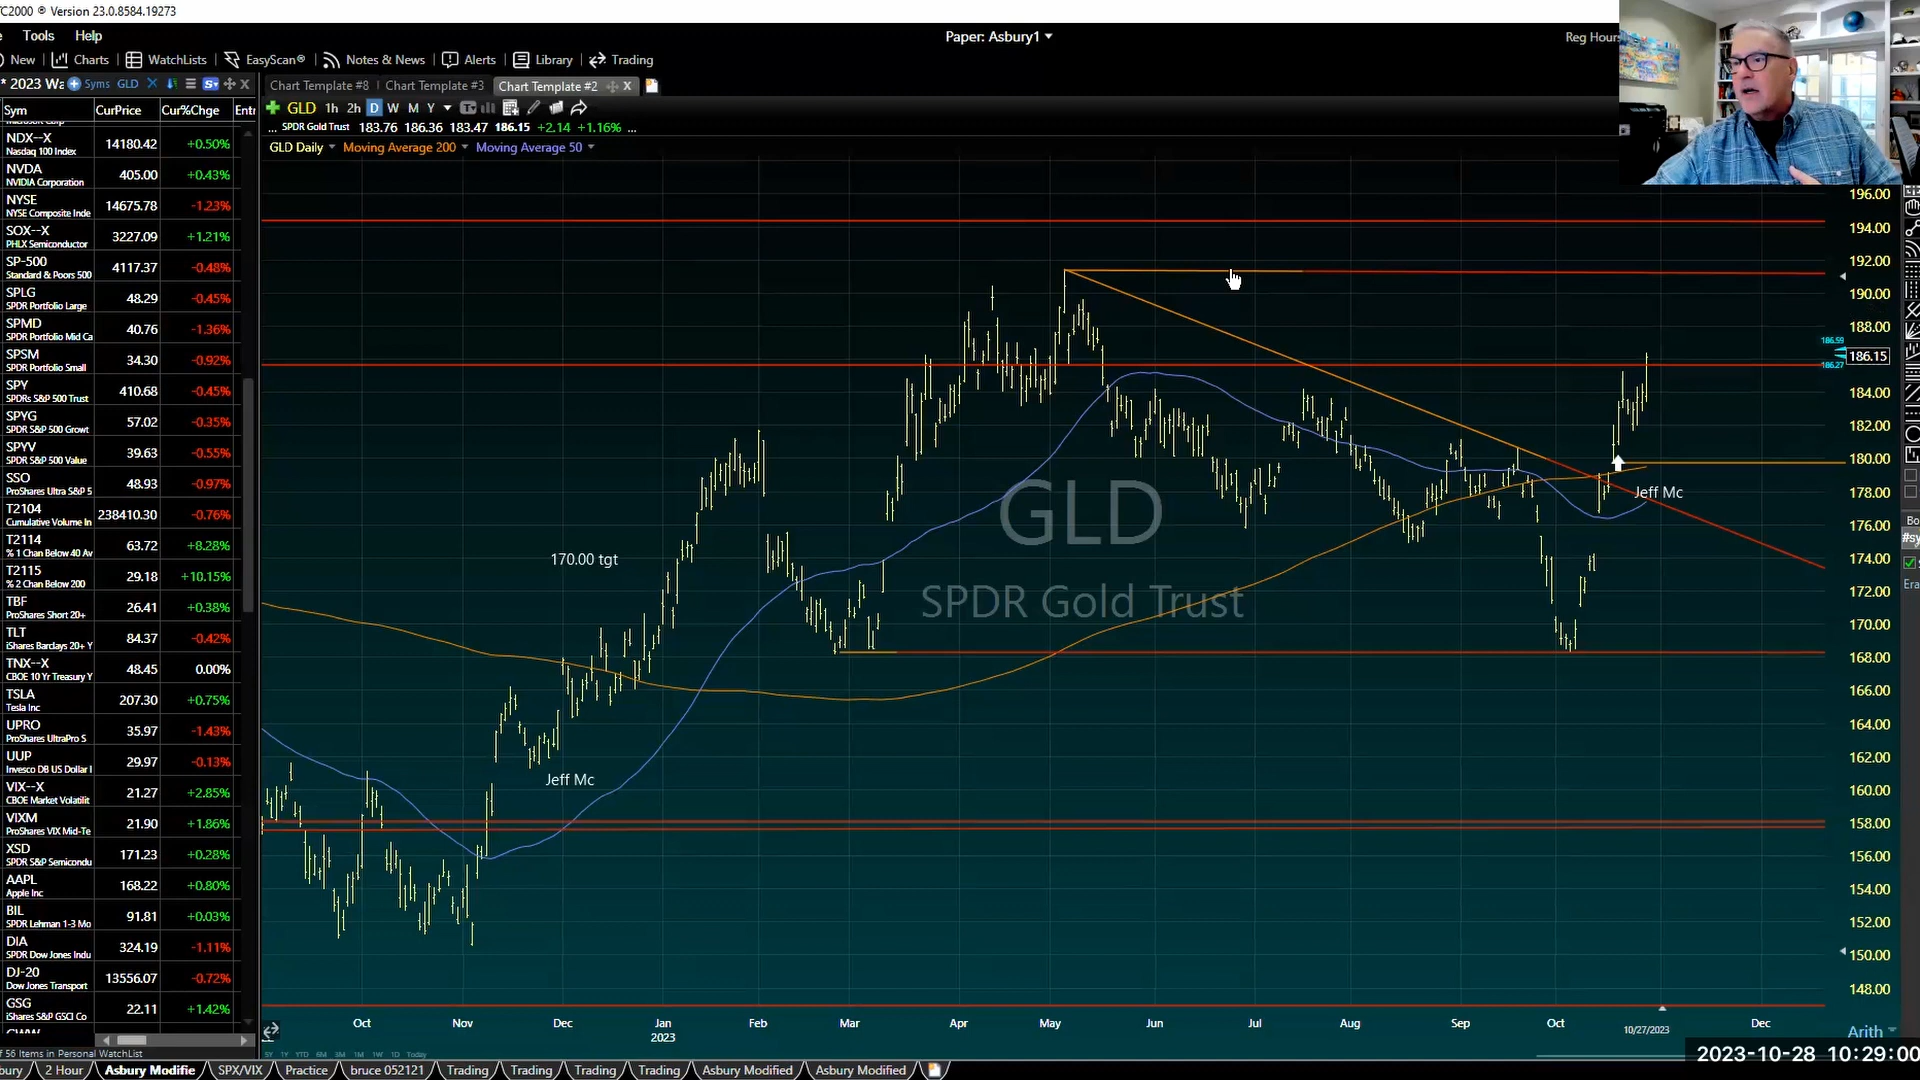 TC2000 ® Version 23.0.8584.19273
Tools Help
Paper: Asbury1
Reg Hours
New Charts WatchLists EasyScan® Notes & News Alerts Library Trading
* 2023 Wa Syms GLD
Chart Template #8 Chart Template #3 Chart Template #2
Sym CurPrice Cur%Chge Entr
GLD 1h 2h D W M Y
... SPDR Gold Trust 183.76 186.36 183.47 186.15 +2.14 +1.16% ...
GLD Daily Moving Average 200 Moving Average 50
NDX--X 14180.42 +0.50%
Nasdaq 100 Index
NVDA 405.00 +0.43%
NVIDIA Corporation
NYSE 14675.78 -1.23%
NYSE Composite Inde
SOX--X 3227.09 +1.21%
PHLX Semiconductor
SP-500 4117.37 -0.48%
Standard & Poors 500
SPLG 48.29 -0.45%
SPDR Portfolio Large
SPMD 40.76 -1.36%
SPDR Portfolio Mid Ca
SPSM 34.30 -0.92%
SPDR Portfolio Small
SPY 410.68 -0.45%
SPDRs S&P 500 Trust
SPYG 57.02 -0.35%
SPDR S&P 500 Growt
SPYV 39.63 -0.55%
SPDR S&P 500 Value
SSO 48.93 -0.97%
ProShares Ultra S&P 5
T2104 238410.30 -0.76%
Cumulative Volume In
T2114 63.72 +8.28%
% 1 Chan Below 40 Av
T2115 29.18 +10.15%
% 2 Chan Below 200
TBF 26.41 +0.38%
ProShares Short 20+
TLT 84.37 -0.42%
iShares Barclays 20+ Y
TNX--X 48.45 0.00%
CBOE 10 Yr Treasury Y
TSLA 207.30 +0.75%
Tesla Inc
UPRO 35.97 -1.43%
ProShares UltraPro S
UUP 29.97 -0.13%
Invesco DB US Dollar I
VIX--X 21.27 +2.85%
CBOE Market Volatilit
VIXM 21.90 +1.86%
ProShares VIX Mid-Te
XSD 171.23 +0.28%
SPDR S&P Semicondu
AAPL 168.22 +0.80%
Apple Inc
BIL 91.81 +0.03%
SPDR Lehman 1-3 Mo
DIA 324.19 -1.11%
SPDR Dow Jones Indu
DJ-20 13556.07 -0.72%
Dow Jones Transport
GSG 22.11 +1.42%
iShares S&P GSCI Co
of 56 Items in Personal WatchList
GLD
SPDR Gold Trust
170.00 tgt
Jeff Mc
Jeff Mc
196.00
194.00
192.00
190.00
188.00
186.59
186.15
186.27
184.00
182.00
180.00
178.00
176.00
174.00
172.00
170.00
168.00
166.00
164.00
162.00
160.00
158.00
156.00
154.00
152.00
150.00
148.00
Bo
#sy
Era
Oct Nov Dec Jan Feb Mar Apr May Jun Jul Aug Sep Oct 10/27/2023 Dec
2023
Arith
5Y 1Y YTD 6M 3M 1M 1W 1D Today
2023-10-28 10:29:00
bury 2 Hour Asbury Modifie SPX/VIX Practice bruce 052121 Trading Trading Trading Trading Asbury Modified Asbury Modified